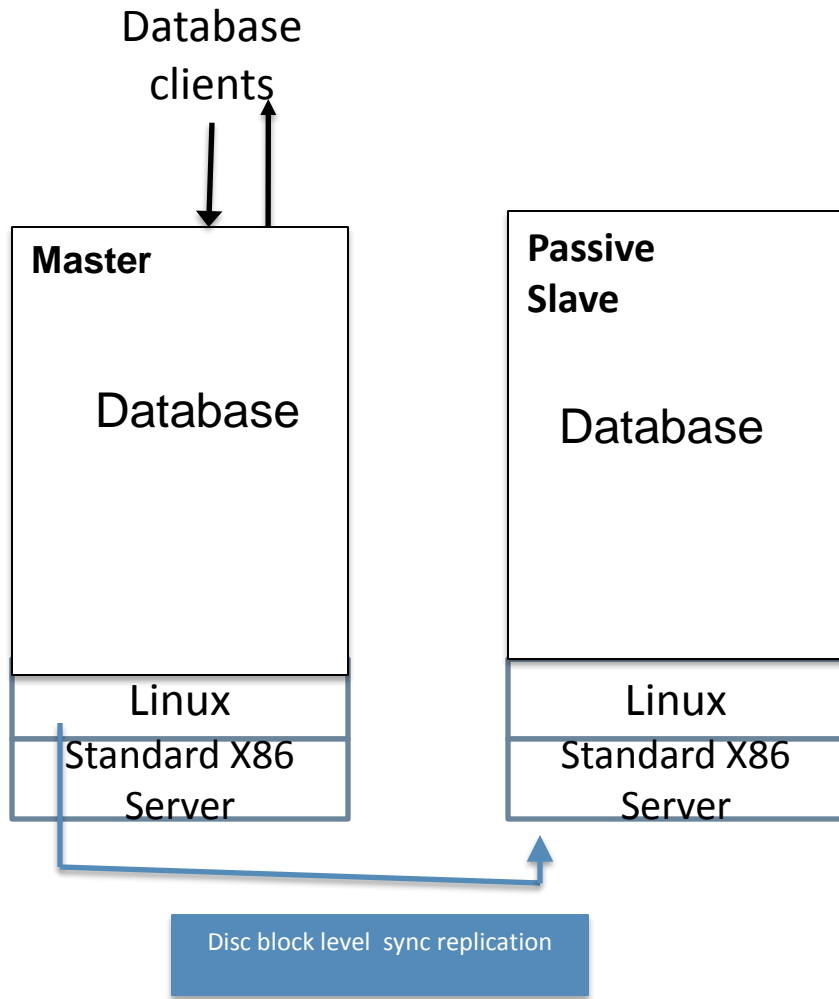 Database
clients
Master
Database
Linux
Standard X86
Server
Passive
Slave
Database
Linux
Standard X86
Server
Disc block level  sync replication